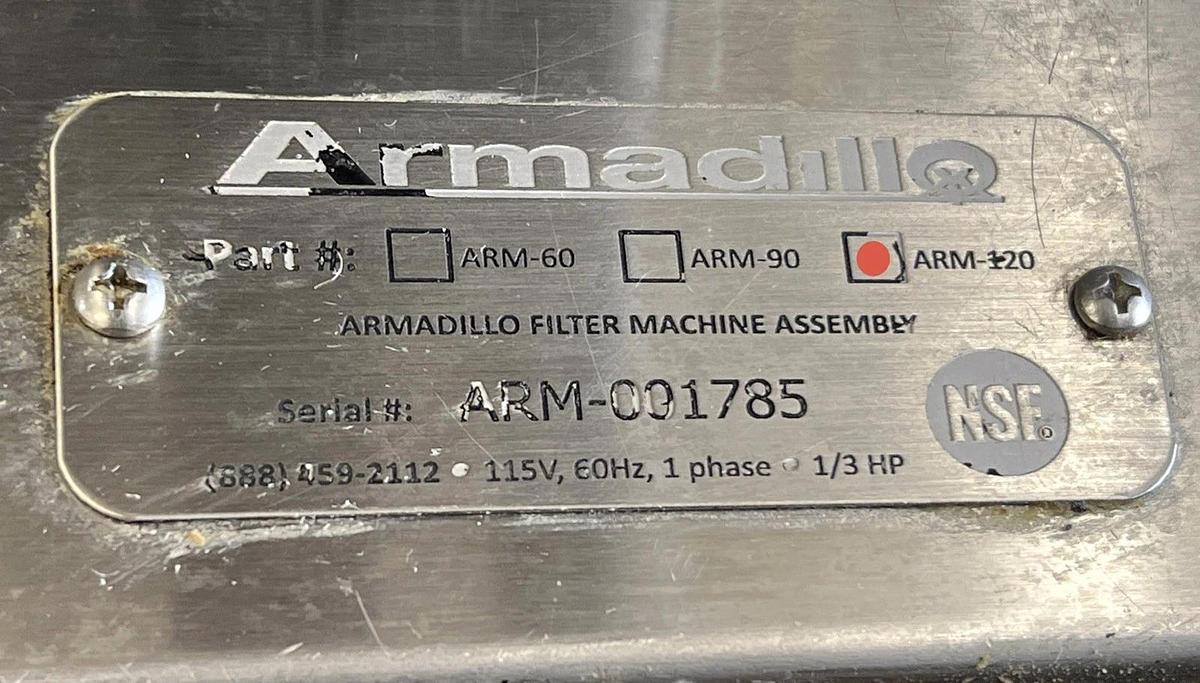 Armadillo
Part #: ARM-60 ARM-90 ARM-120
ARMADILLO FILTER MACHINE ASSEMBLY
Serial #: ARM-001785
NSF®
(888) 459-2112 • 115V, 60Hz, 1 phase • 1/3 HP